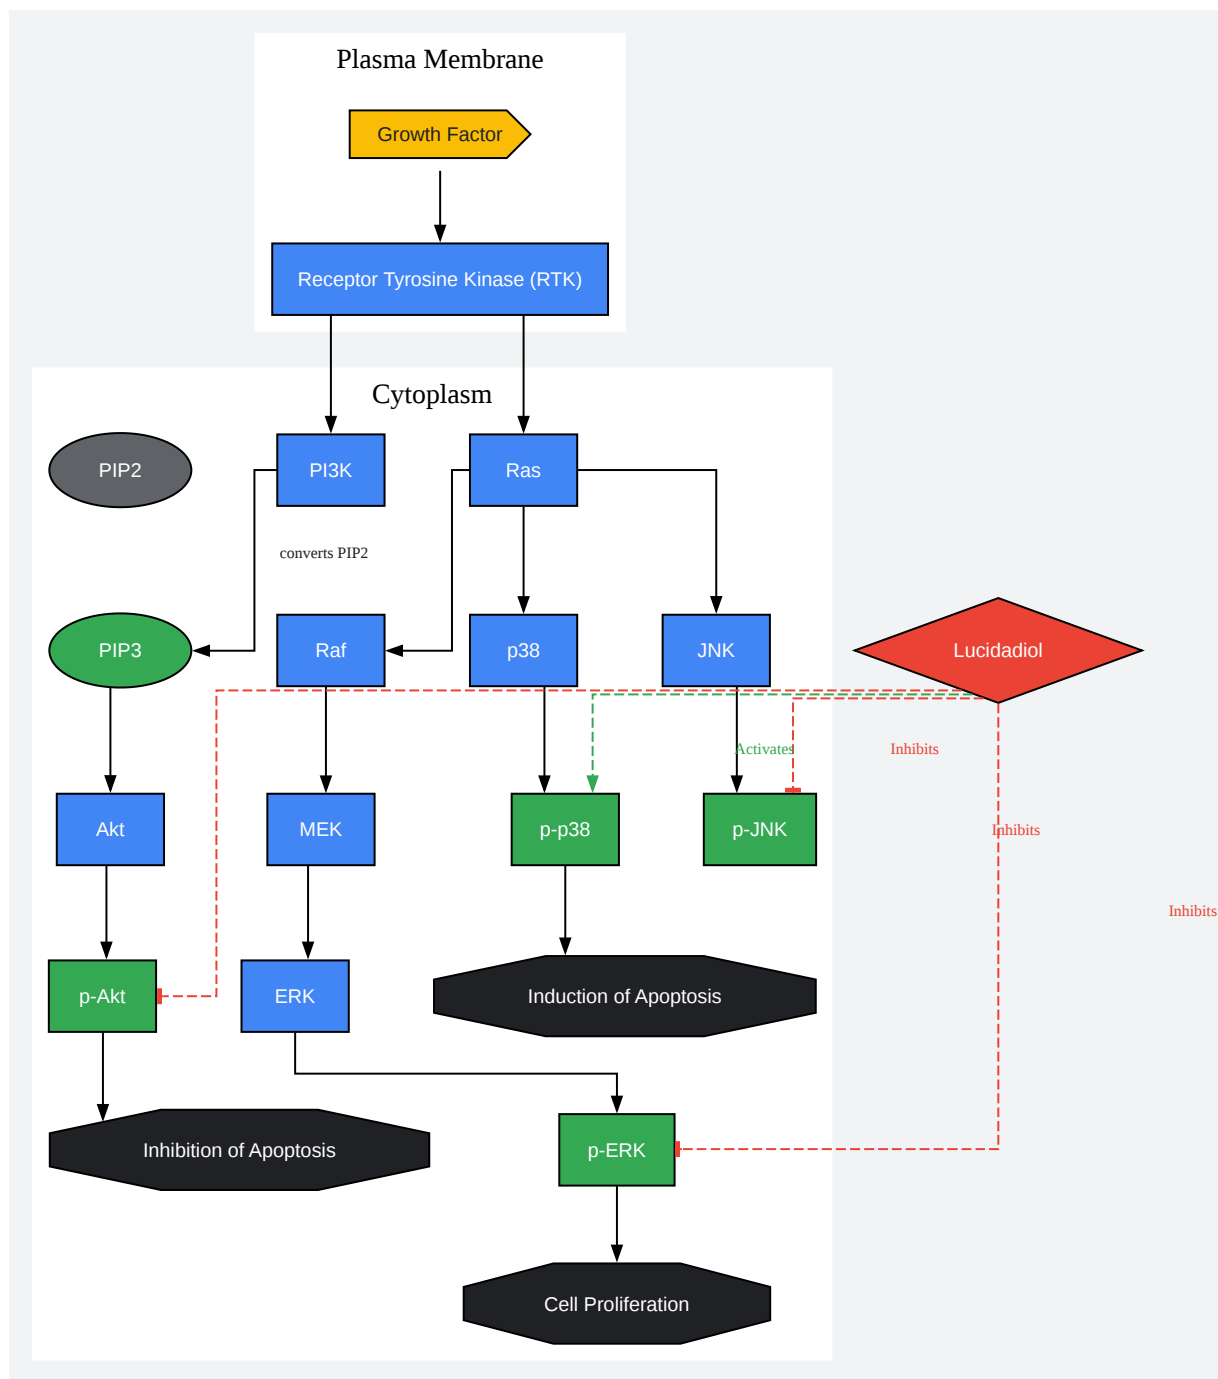 Plasma Membrane
Growth Factor
Receptor Tyrosine Kinase (RTK)
Cytoplasm
PIP2
PI3K
Ras
converts PIP2
PIP3
Raf
p38
JNK
Lucidadiol
Activates
Inhibits
Akt
MEK
p-p38
p-JNK
Inhibits
Inhibits
p-Akt
ERK
Induction of Apoptosis
Inhibition of Apoptosis
p-ERK
Cell Proliferation